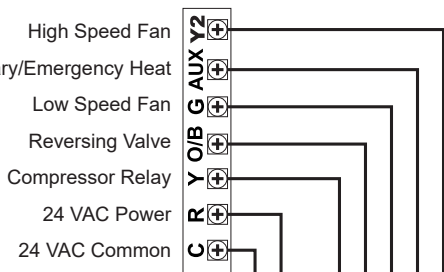 High Speed Fan Y2
ry/Emergency Heat AUX
Low Speed Fan G
Reversing Valve O/B
Compressor Relay Y
24 VAC Power R
24 VAC Common C